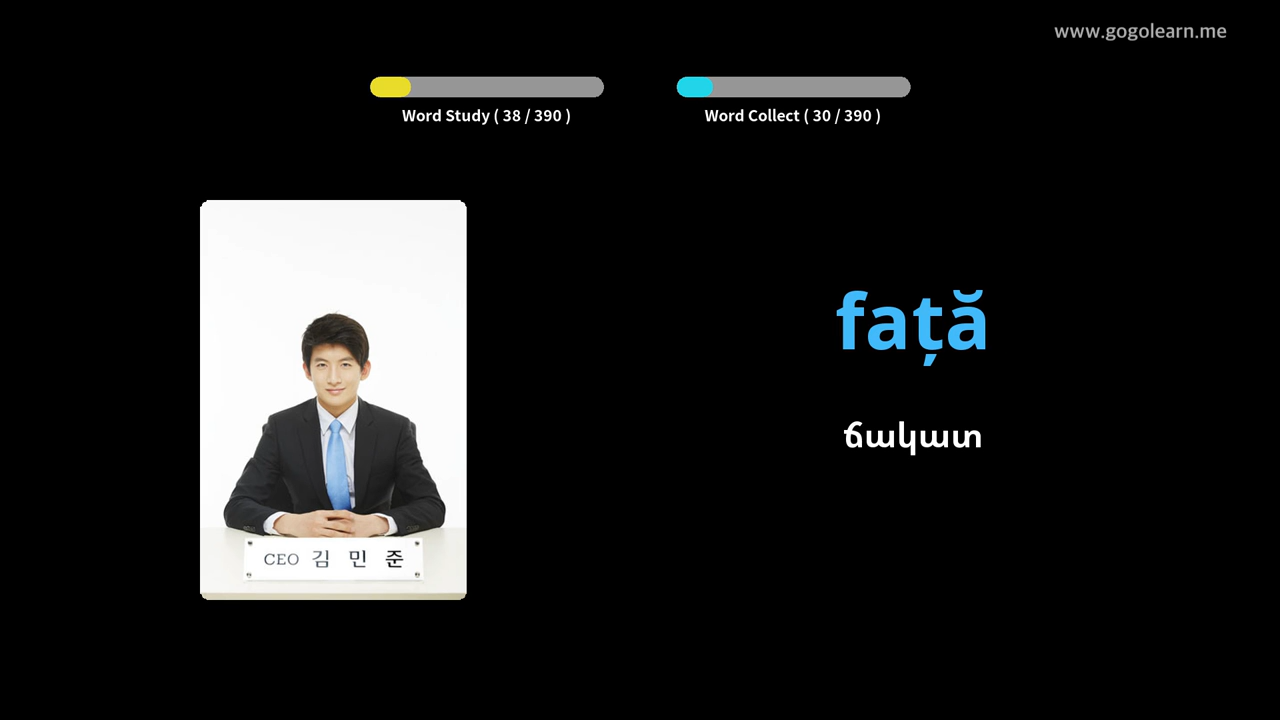 www.gogolearn.me
Word Study ( 38 / 390 )
Word Collect ( 30 / 390 )
față
ճակատ
CEO 김 민 준